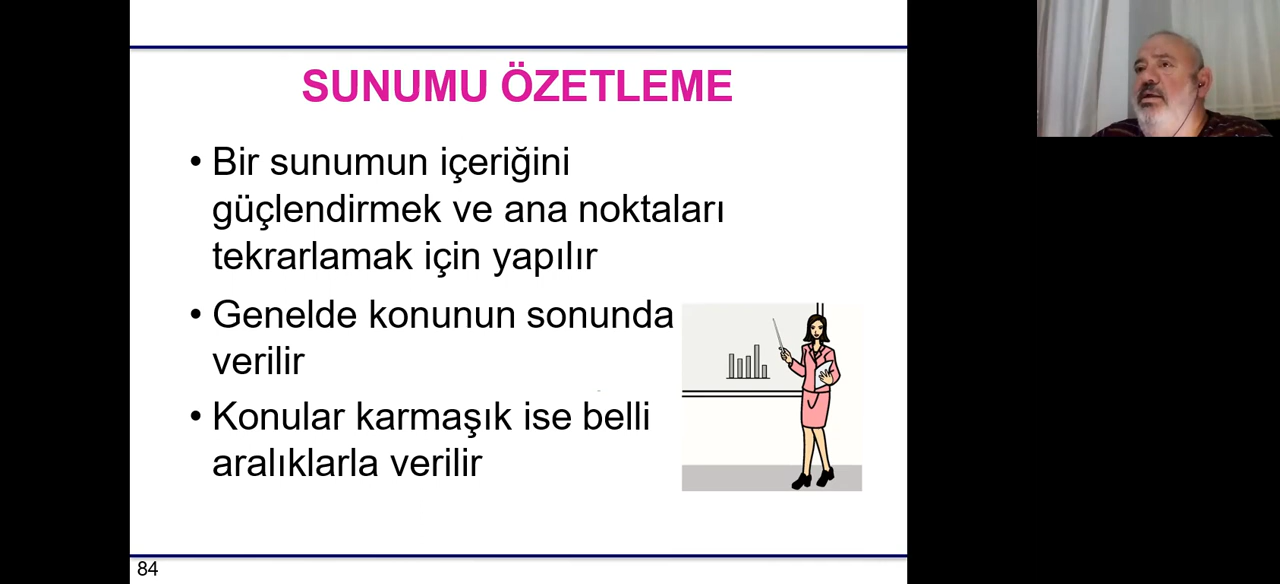 SUNUMU ÖZETLEME
• Bir sunumun içeriğini
güçlendirmek ve ana noktaları
tekrarlamak için yapılır
• Genelde konunun sonunda
verilir
• Konular karmaşık ise belli
aralıklarla verilir
84